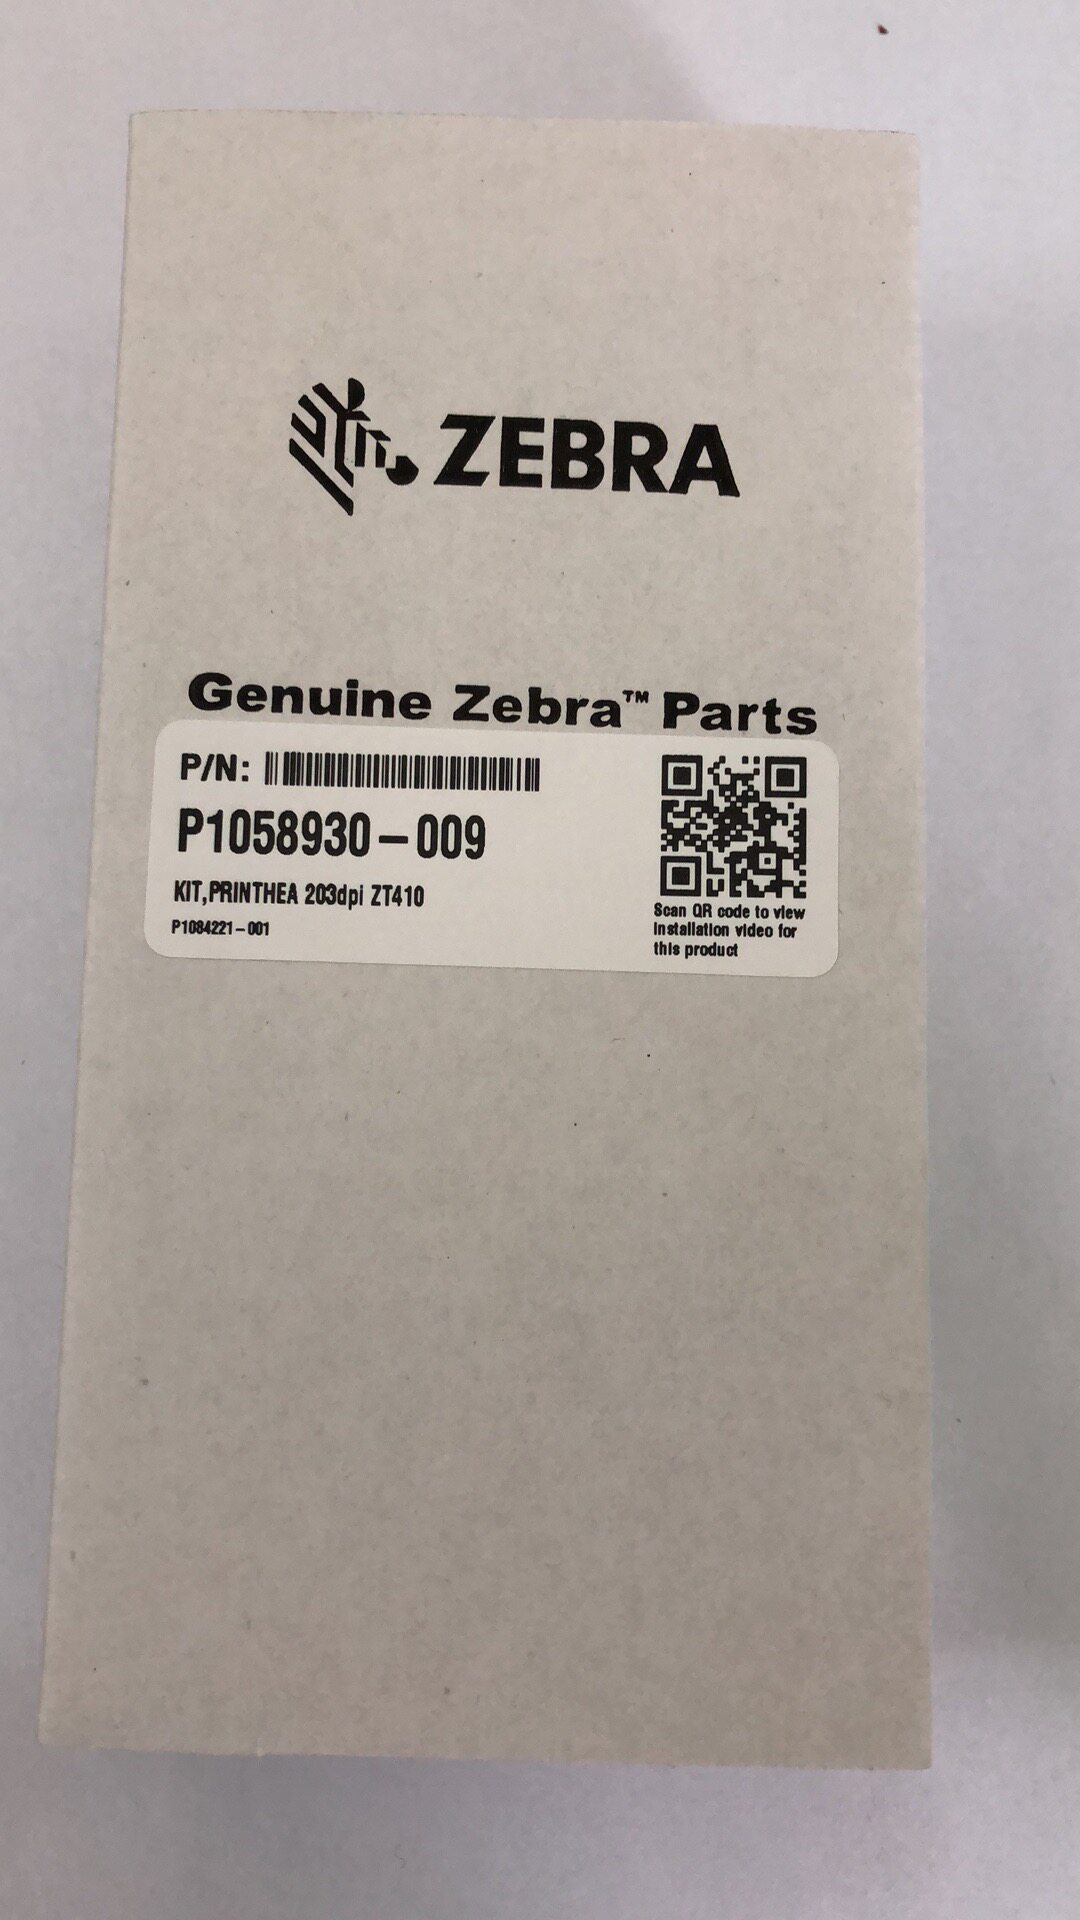 ZEBRA
Genuine Zebra™ Parts
P/N:
P1058930-009
KIT,PRINTHEA 203dpi ZT410
P1084221-001
Scan QR code to view
installation video for
this product